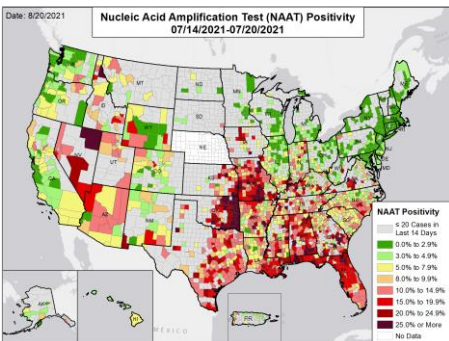 Date: 8/20/2021
Nucleic Acid Amplification Test (NAAT) Positivity
07/14/2021-07/20/2021
MT
ND
MN
OR
ID
SD
WY
NE
NV
UT
AZ
NM
DE
MD
NAAT Positivity
≤ 20 Cases in
Last 14 Days
0.0% to 2.9%
3.0% to 4.9%
5.0% to 7.9%
8.0% to 9.9%
10.0% to 14.9%
15.0% to 19.9%
20.0% to 24.9%
25.0% or More
No Data
AK
HI
PR
MEXICO